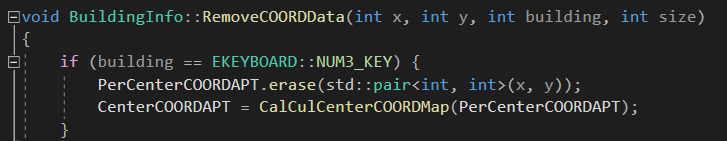 void BuildingInfo::RemoveCOORDData(int x, int y, int building, int size)
{
    if (building == EKEYBOARD::NUM3_KEY) {
        PerCenterCOORDAPT.erase(std::pair<int, int>(x, y));
        CenterCOORDAPT = CalCulCenterCOORDMap(PerCenterCOORDAPT);
    }